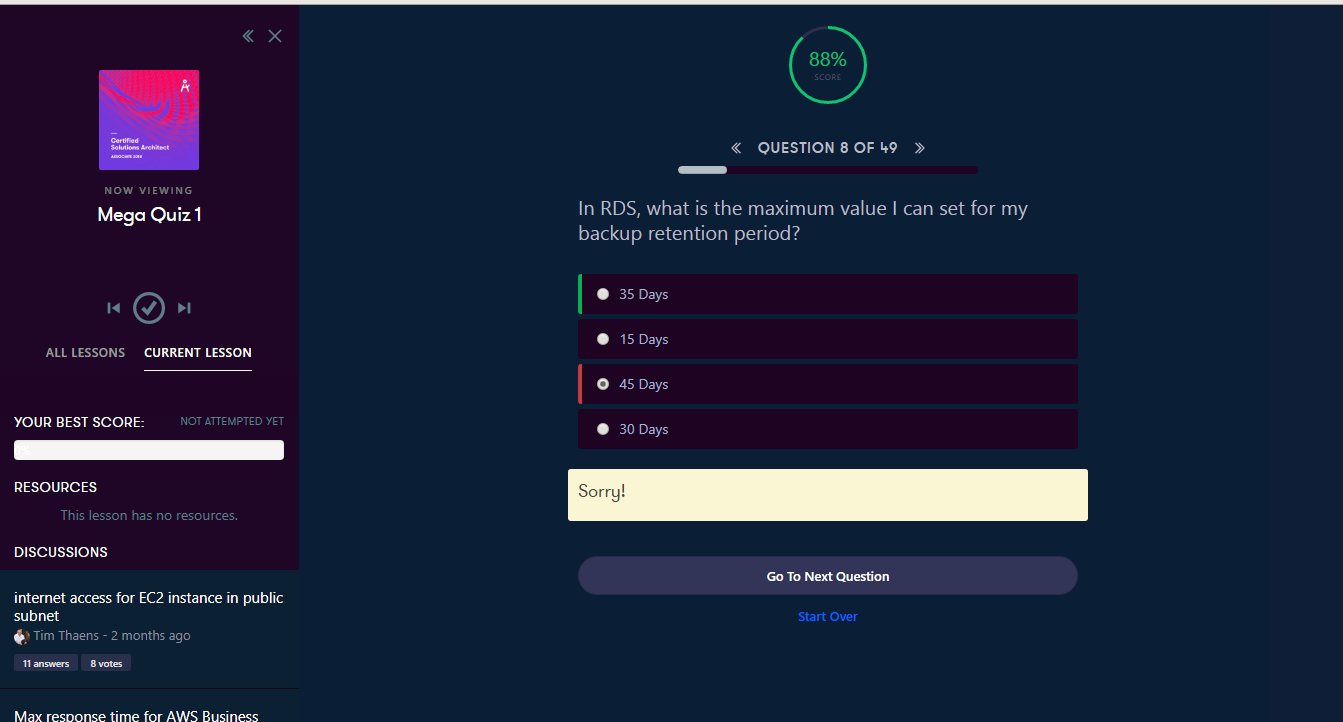 Certified
Solutions Architect
ASSOCIATE 2018
NOW VIEWING
Mega Quiz 1
ALL LESSONS
CURRENT LESSON
YOUR BEST SCORE:
NOT ATTEMPTED YET
RESOURCES
This lesson has no resources.
DISCUSSIONS
internet access for EC2 instance in public
subnet
Tim Thaens - 2 months ago
11 answers
8 votes
Max response time for AWS Business
88%
SCORE
QUESTION 8 OF 49
In RDS, what is the maximum value I can set for my
backup retention period?
35 Days
15 Days
45 Days
30 Days
Sorry!
Go To Next Question
Start Over